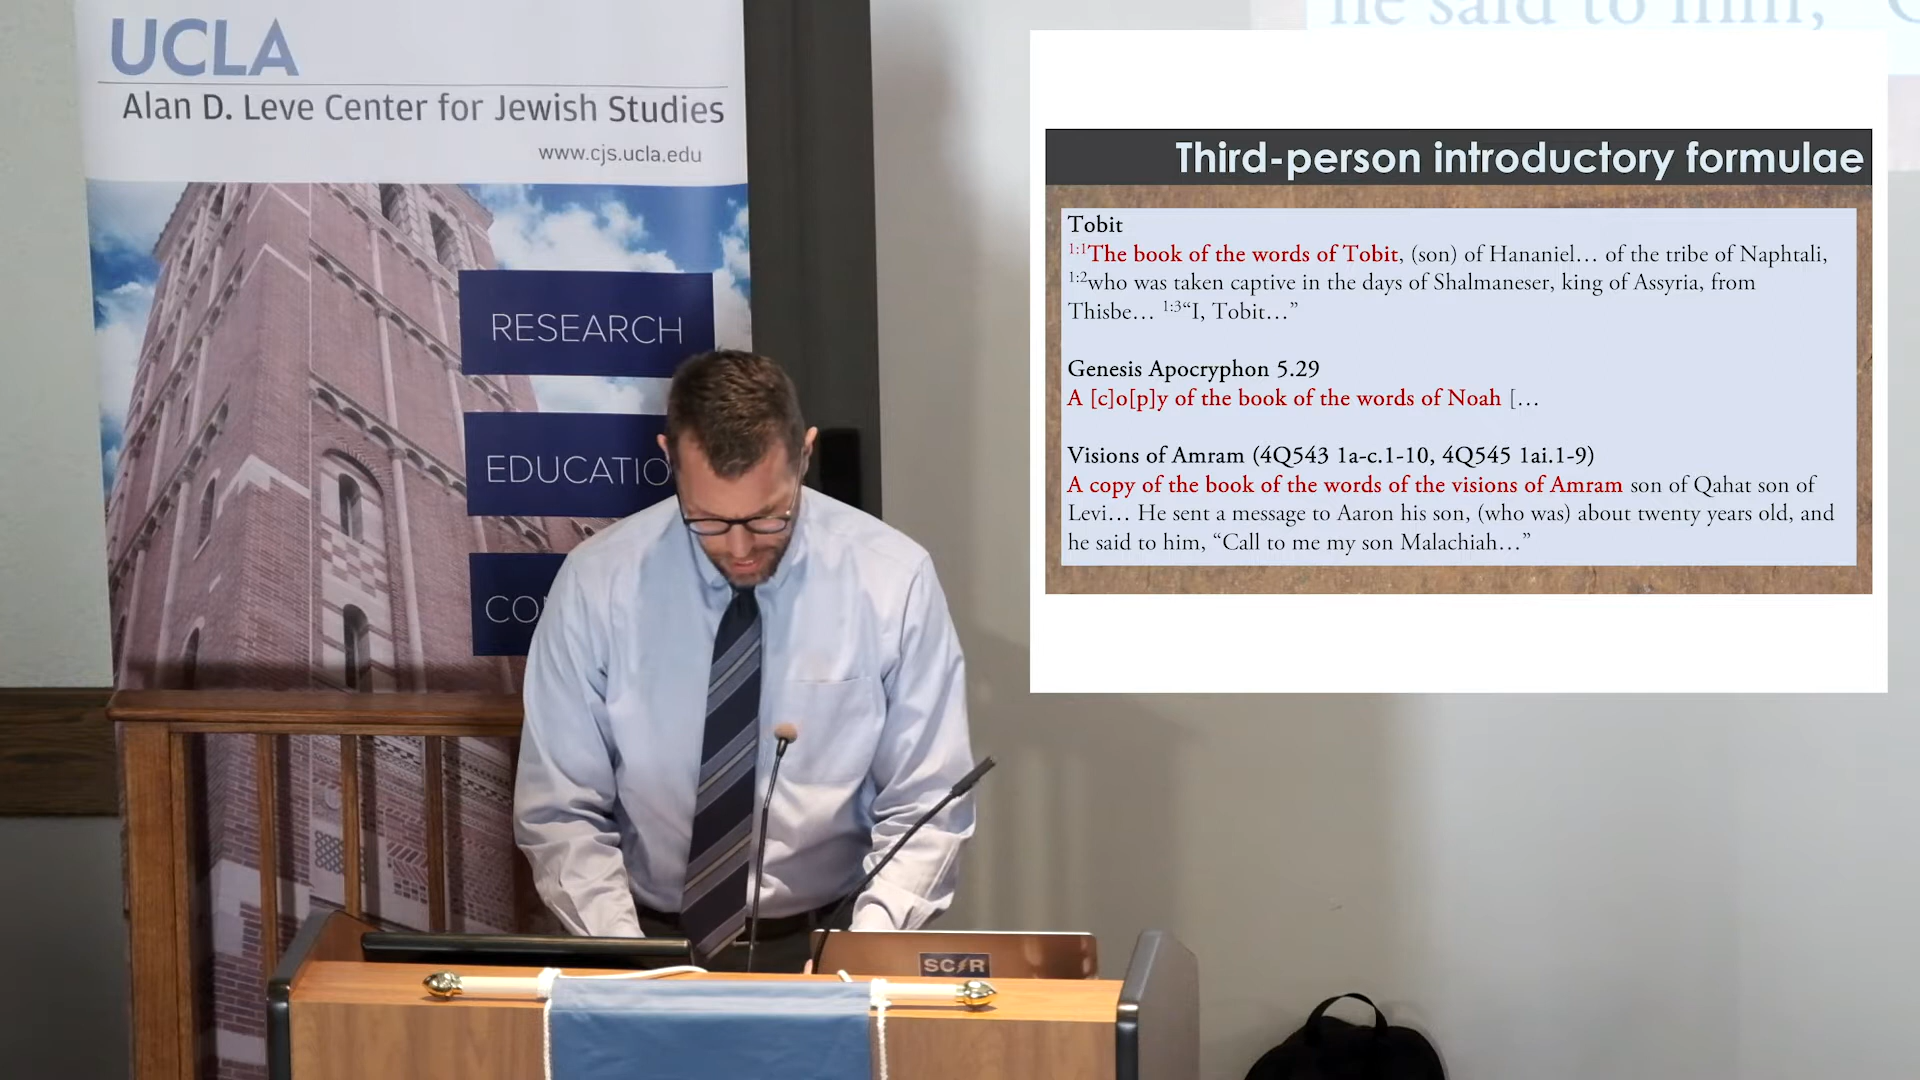 UCLA
Alan D. Leve Center for Jewish Studies
www.cjs.ucla.edu
RESEARCH
EDUCATIO
CO
he said to him,
Third-person introductory formulae
Tobit
1:1The book of the words of Tobit, (son) of Hananiel… of the tribe of Naphtali,
1:2who was taken captive in the days of Shalmaneser, king of Assyria, from
Thisbe… 1:3“I, Tobit…”
Genesis Apocryphon 5.29
A [c]o[p]y of the book of the words of Noah […
Visions of Amram (4Q543 1a-c.1-10, 4Q545 1ai.1-9)
A copy of the book of the words of the visions of Amram son of Qahat son of
Levi… He sent a message to Aaron his son, (who was) about twenty years old, and
he said to him, “Call to me my son Malachiah…”